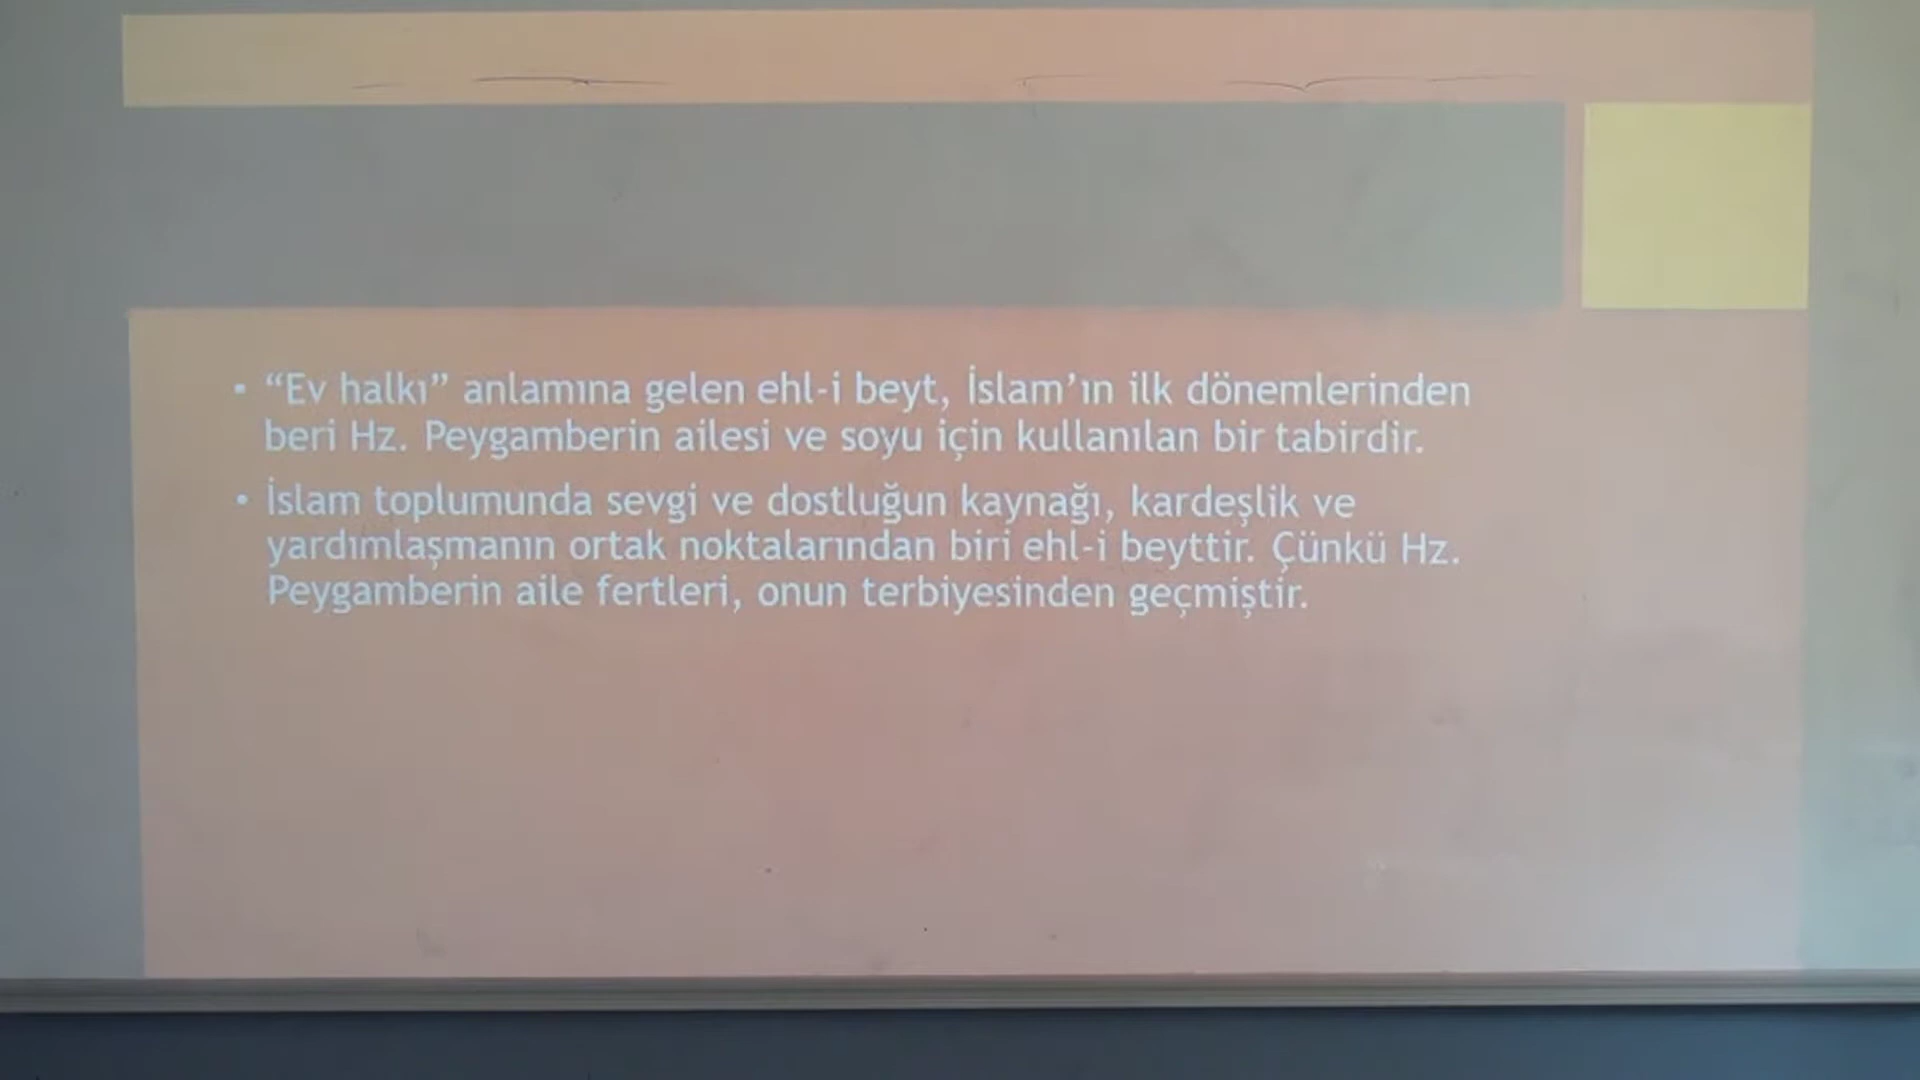 • “Ev halkı” anlamına gelen ehl-i beyt, İslam’ın ilk dönemlerinden
beri Hz. Peygamberin ailesi ve soyu için kullanılan bir tabirdir.
• İslam toplumunda sevgi ve dostluğun kaynağı, kardeşlik ve
yardımlaşmanın ortak noktalarından biri ehl-i beyttir. Çünkü Hz.
Peygamberin aile fertleri, onun terbiyesinden geçmiştir.